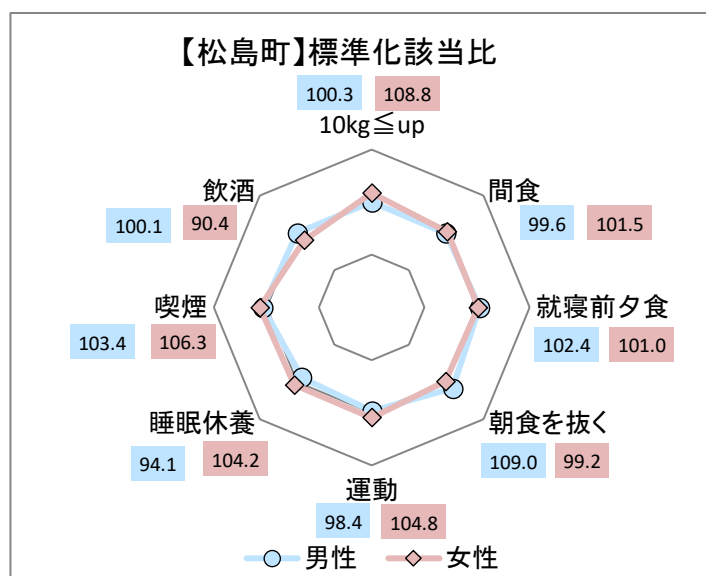 【松島町】標準化該当比
100.3 108.8
10kg≦up
間食
99.6 101.5
就寝前夕食
102.4 101.0
朝食を抜く
109.0 99.2
運動
98.4 104.8
睡眠休養
94.1 104.2
喫煙
103.4 106.3
飲酒
100.1 90.4
男性 女性